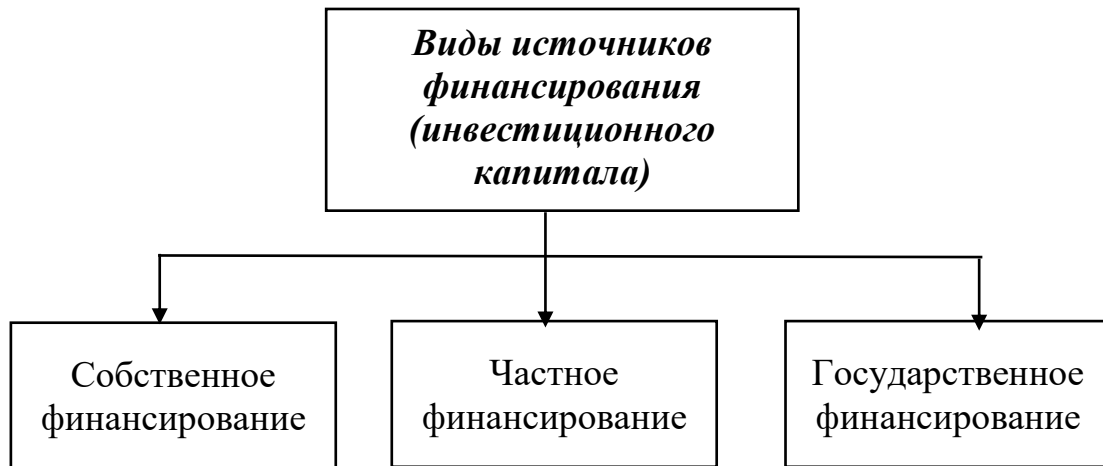 Виды источников
финансирования
(инвестиционного
капитала)
Собственное
финансирование
Частное
финансирование
Государственное
финансирование